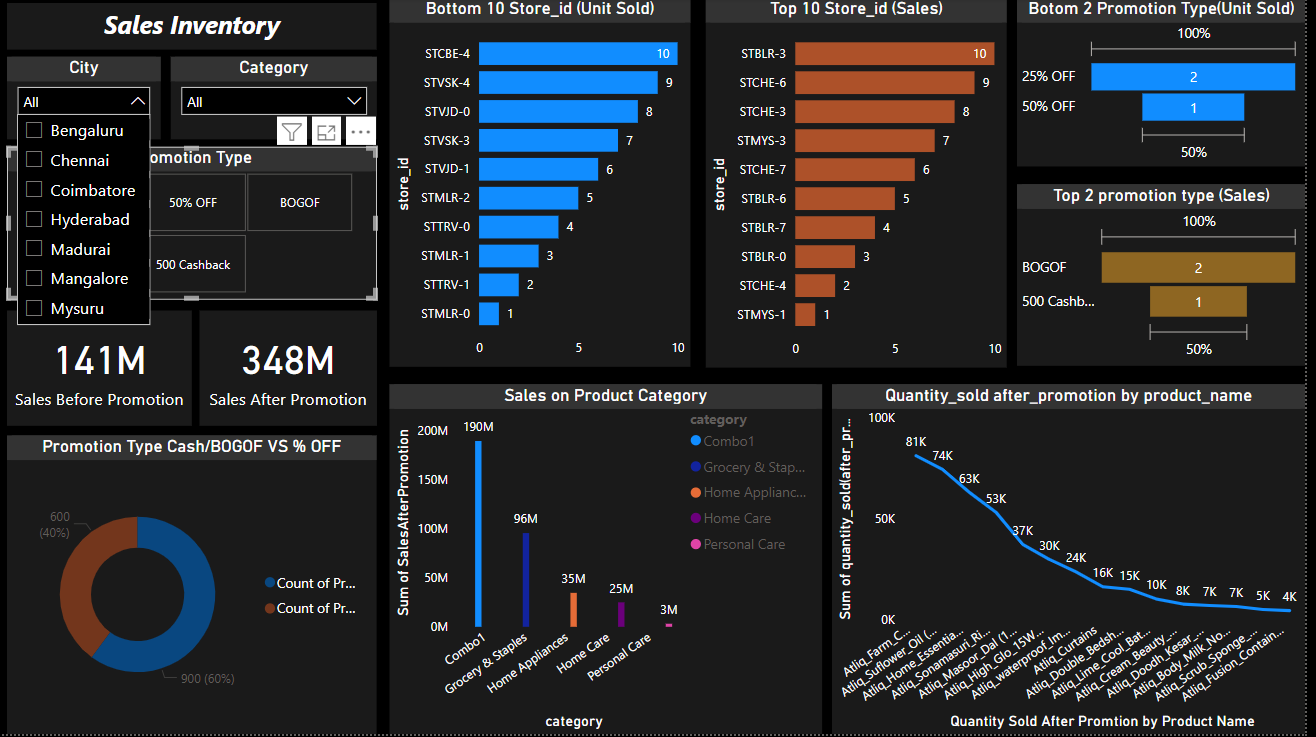 Sales Inventory
City
All
Bengaluru
Chennai
Coimbatore
Hyderabad
Madurai
Mangalore
Mysuru
Category
All
omotion Type
50% OFF
BOGOF
500 Cashback
141M
Sales Before Promotion
348M
Sales After Promotion
Promotion Type Cash/BOGOF VS % OFF
600
(40%)
900 (60%)
Count of Pr...
Count of Pr...
Bottom 10 Store_id (Unit Sold)
store_id
STCBE-4 10
STVSK-4 9
STVJD-0 8
STVSK-3 7
STVJD-1 6
STMLR-2 5
STTRV-0 4
STMLR-1 3
STTRV-1 2
STMLR-0 1
0 5 10
Top 10 Store_id (Sales)
store_id
STBLR-3 10
STCHE-6 9
STCHE-3 8
STMYS-3 7
STCHE-7 6
STBLR-6 5
STBLR-7 4
STBLR-0 3
STCHE-4 2
STMYS-1 1
0 5 10
Botom 2 Promotion Type(Unit Sold)
100%
25% OFF 2
50% OFF 1
50%
Top 2 promotion type (Sales)
100%
BOGOF 2
500 Cashb... 1
50%
Sales on Product Category
Sum of SalesAfterPromotion
200M
150M
100M
50M
0M
190M
96M
35M
25M
3M
Combo1
Grocery & Staples
Home Appliances
Home Care
Personal Care
category
category
Combo1
Grocery & Stap...
Home Applianc...
Home Care
Personal Care
Quantity_sold after_promotion by product_name
Sum of quantity_sold(after_pr...
100K
50K
0K
81K
74K
63K
53K
37K
30K
24K
16K
15K
10K
8K
7K
7K
5K
4K
Atliq_Farm_C...
Atliq_Suflower_Oil (...
Atliq_Home_Essentia...
Atliq_Sonamasuri_Ri...
Atliq_Masoor_Dal (1...
Atliq_High_Glo_15W...
Atliq_waterproof_Im...
Atliq_Curtains
Atliq_Double_Bedsh...
Atliq_Lime_Cool_Bat...
Atliq_Cream_Beauty_...
Atliq_Doodh_Kesar_...
Atliq_Body_Milk_No...
Atliq_Scrub_Sponge_...
Atliq_Fusion_Contain...
Quantity Sold After Promtion by Product Name